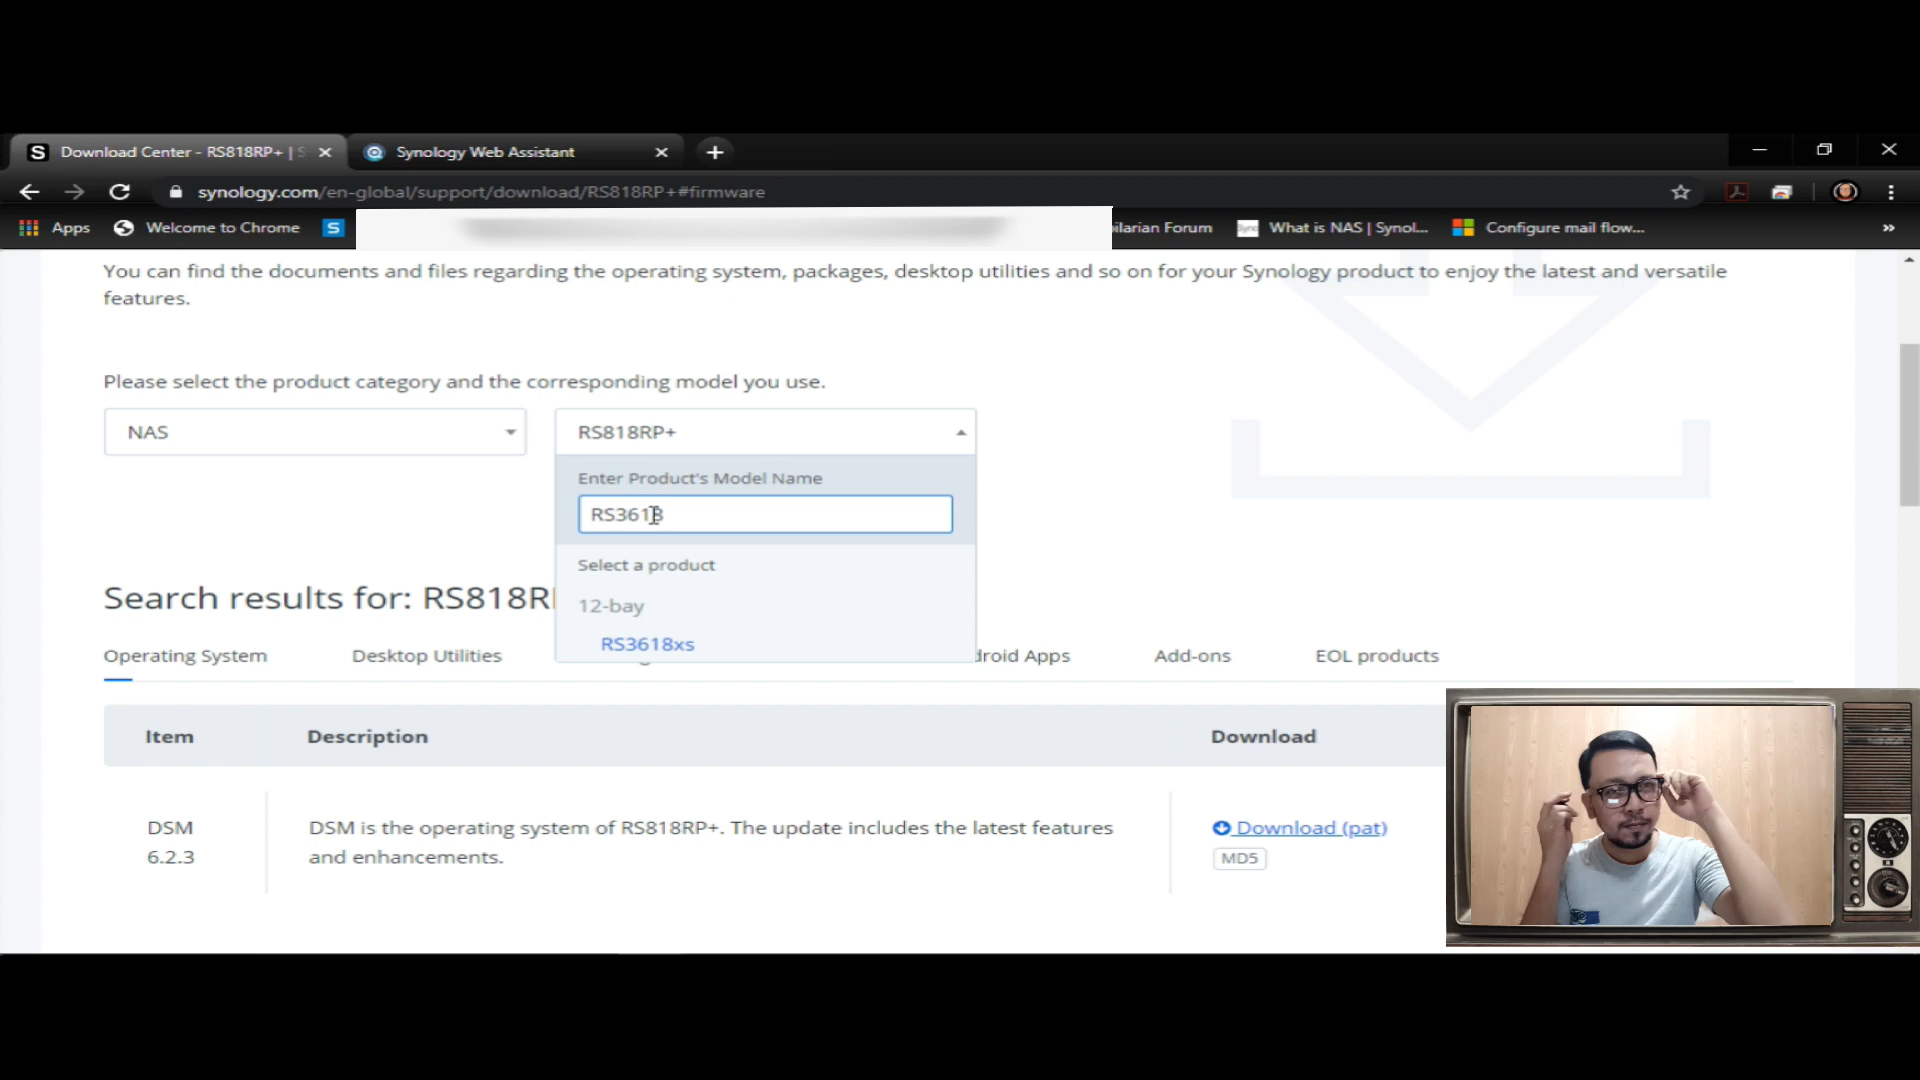 Download Center - RS818RP+ | S
Synology Web Assistant
synology.com/en-global/support/download/RS818RP+#firmware
Apps
Welcome to Chrome
ilarian Forum
What is NAS | Synol...
Configure mail flow...
You can find the documents and files regarding the operating system, packages, desktop utilities and so on for your Synology product to enjoy the latest and versatile
features.
Please select the product category and the corresponding model you use.
NAS
RS818RP+
Enter Product's Model Name
RS3618
Select a product
12-bay
RS3618xs
Search results for: RS818R
Operating System
Desktop Utilities
droid Apps
Add-ons
EOL products
Item
Description
Download
DSM
6.2.3
DSM is the operating system of RS818RP+. The update includes the latest features
and enhancements.
Download (pat)
MD5